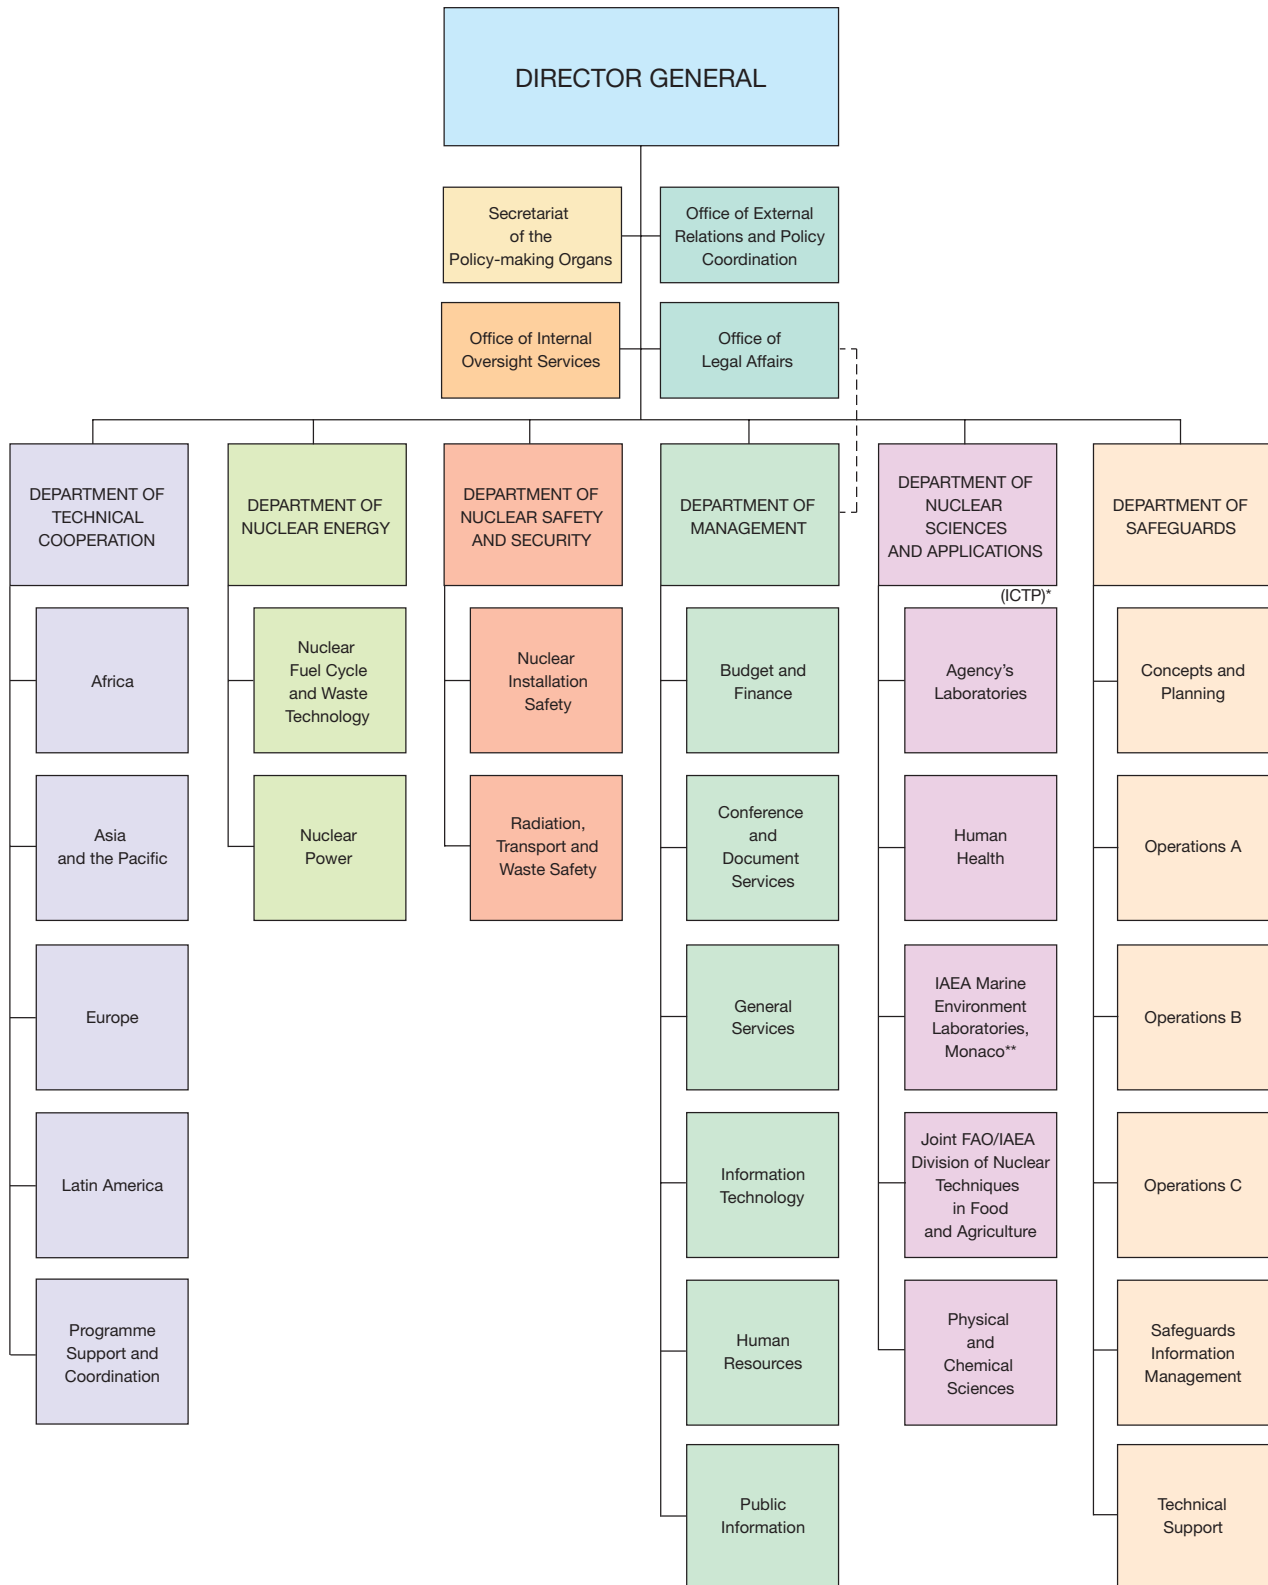 DIRECTOR GENERAL
Secretariat
of the
Policy-making Organs
Office of External
Relations and Policy
Coordination
Office of Internal
Oversight Services
Office of
Legal Affairs
DEPARTMENT OF
TECHNICAL
COOPERATION
Africa
Asia
and the Pacific
Europe
Latin America
Programme
Support and
Coordination
DEPARTMENT OF
NUCLEAR ENERGY
Nuclear
Fuel Cycle
and Waste
Technology
Nuclear
Power
DEPARTMENT OF
NUCLEAR SAFETY
AND SECURITY
Nuclear
Installation
Safety
Radiation,
Transport and
Waste Safety
DEPARTMENT OF
MANAGEMENT
Budget and
Finance
Conference
and
Document
Services
General
Services
Information
Technology
Human
Resources
Public
Information
DEPARTMENT OF
NUCLEAR
SCIENCES
AND APPLICATIONS
(ICTP)*
Agency’s
Laboratories
Human
Health
IAEA Marine
Environment
Laboratories,
Monaco**
Joint FAO/IAEA
Division of Nuclear
Techniques
in Food
and Agriculture
Physical
and
Chemical
Sciences
DEPARTMENT OF
SAFEGUARDS
Concepts and
Planning
Operations A
Operations B
Operations C
Safeguards
Information
Management
Technical
Support